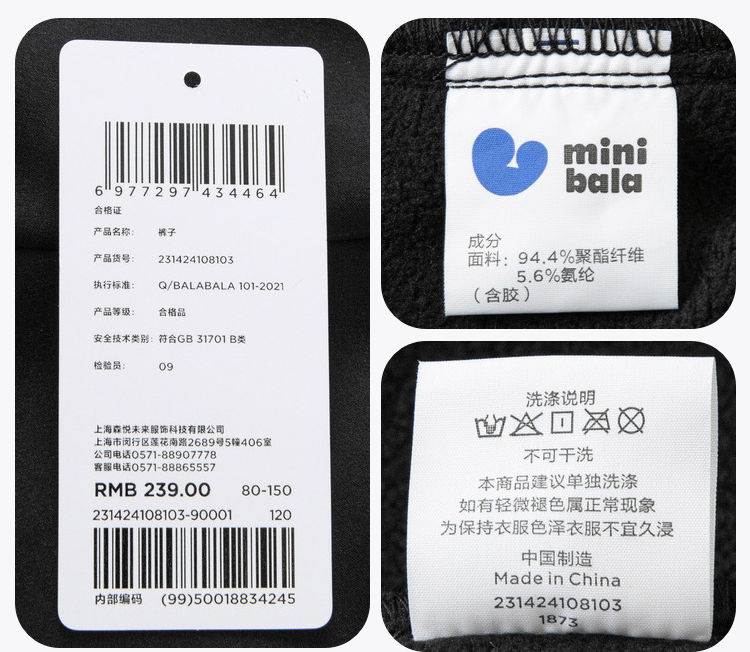 6 977297 434464
合格证
产品名称: 裤子
产品货号: 231424108103
执行标准: Q/BALABALA 101-2021
产品等级: 合格品
安全技术类别: 符合GB 31701 B类
检验员: 09
上海森悦未来服饰科技有限公司
上海市闵行区莲花南路2689号5幢406室
公司电话0571-88907778
客服电话0571-88865557
RMB 239.00 80-150
231424108103-90001 120
内部编码 (99)50018834245
mini
bala
成分
面料: 94.4%聚酯纤维
5.6%氨纶
(含胶)
洗涤说明
不可干洗
本商品建议单独洗涤
如有轻微褪色属正常现象
为保持衣服色泽衣服不宜久浸
中国制造
Made in China
231424108103
1873